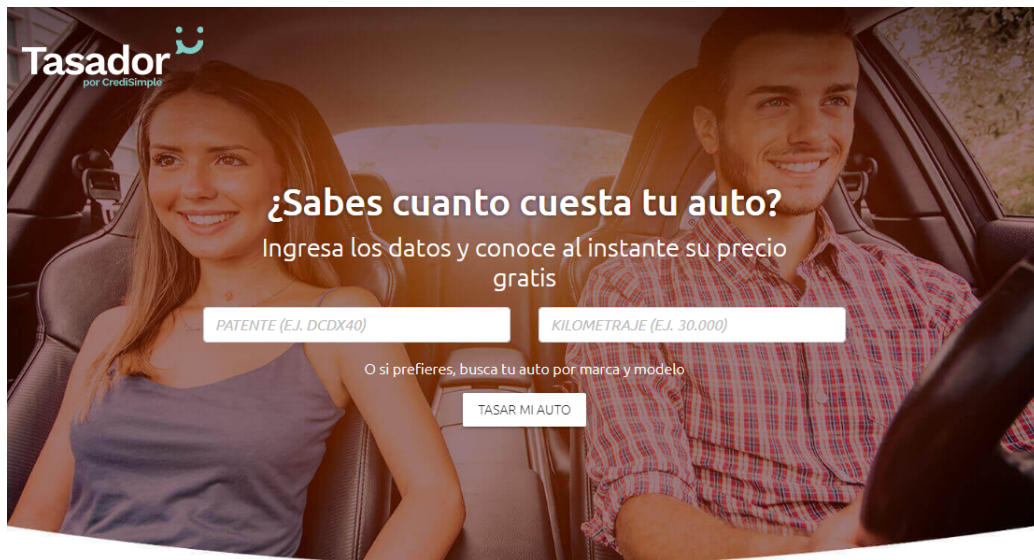 Tasador
por CrediSimple
¿Sabes cuanto cuesta tu auto?
Ingresa los datos y conoce al instante su precio
gratis
PATENTE (EJ. DCDX40)
KILOMETRAJE (EJ. 30.000)
O si prefieres, busca tu auto por marca y modelo
TASAR MI AUTO